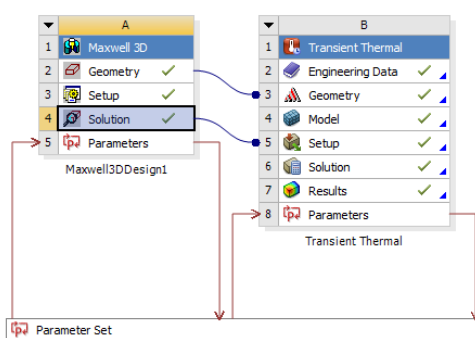 A
1 Maxwell 3D
2 Geometry
3 Setup
4 Solution
5 Parameters
Maxwell3DDesign1
B
1 Transient Thermal
2 Engineering Data
3 Geometry
4 Model
5 Setup
6 Solution
7 Results
8 Parameters
Transient Thermal
Parameter Set